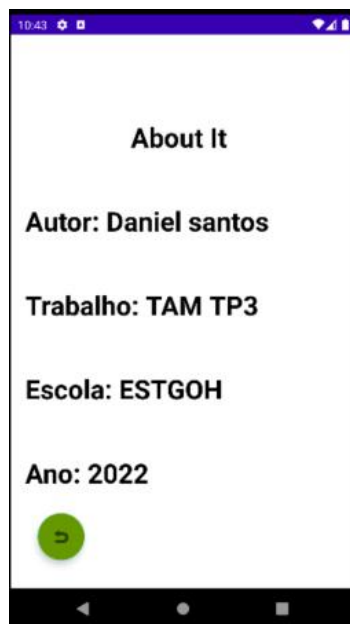 10:43
About It
Autor: Daniel santos
Trabalho: TAM TP3
Escola: ESTGOH
Ano: 2022